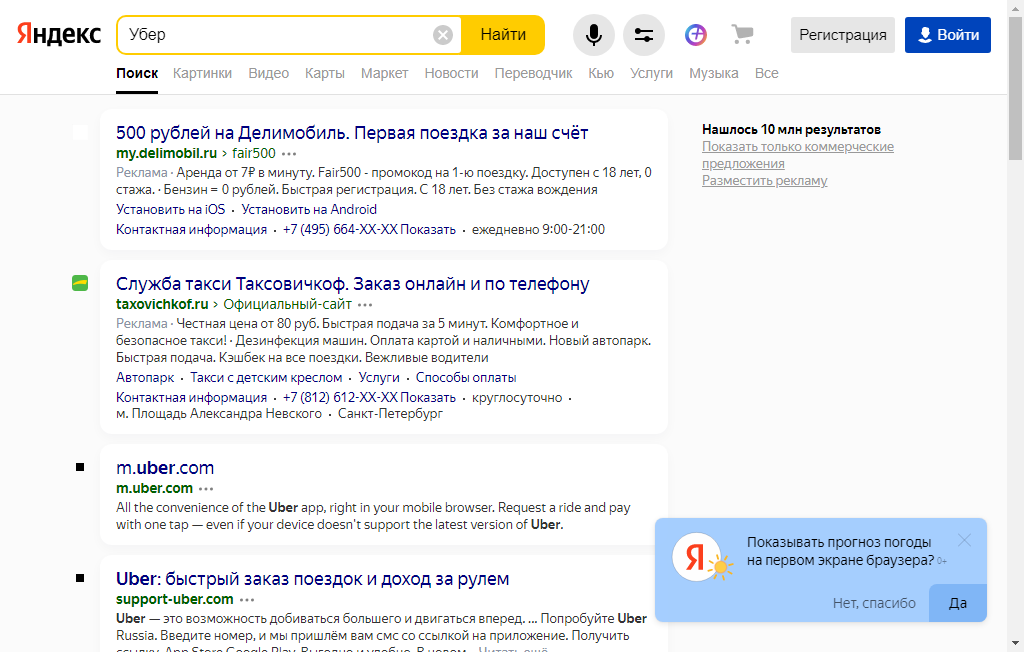 Яндекс
Убер
Найти
Регистрация
Войти
Поиск Картинки Видео Карты Маркет Новости Переводчик Кью Услуги Музыка Все
500 рублей на Делимобиль. Первая поездка за наш счёт
my.delimobil.ru › fair500
Реклама · Аренда от 7₽ в минуту. Fair500 - промокод на 1-ю поездку. Доступен с 18 лет, 0
стажа. · Бензин = 0 рублей. Быстрая регистрация. С 18 лет. Без стажа вождения
Установить на iOS · Установить на Android
Контактная информация · +7 (495) 664-XX-XX Показать · ежедневно 9:00-21:00
Нашлось 10 млн результатов
Показать только коммерческие
предложения
Разместить рекламу
Служба такси Таксовичкоф. Заказ онлайн и по телефону
taxovichkof.ru › Официальный-сайт
Реклама · Честная цена от 80 руб. Быстрая подача за 5 минут. Комфортное и
безопасное такси! · Дезинфекция машин. Оплата картой и наличными. Новый автопарк.
Быстрая подача. Кэшбек на все поездки. Вежливые водители
Автопарк · Такси с детским креслом · Услуги · Способы оплаты
Контактная информация · +7 (812) 612-XX-XX Показать · круглосуточно ·
м. Площадь Александра Невского · Санкт-Петербург
m.uber.com
m.uber.com
All the convenience of the Uber app, right in your mobile browser. Request a ride and pay
with one tap — even if your device doesn't support the latest version of Uber.
Uber: быстрый заказ поездок и доход за рулем
support-uber.com
Uber — это возможность добиваться большего и двигаться вперед. ... Попробуйте Uber
Russia. Введите номер, и мы пришлём вам смс со ссылкой на приложение. Получить
ссылку. App Store Google Play. Выгодно и удобно. В новом... Читать ещё
Я
Показывать прогноз погоды
на первом экране браузера? 0+
Нет, спасибо
Да